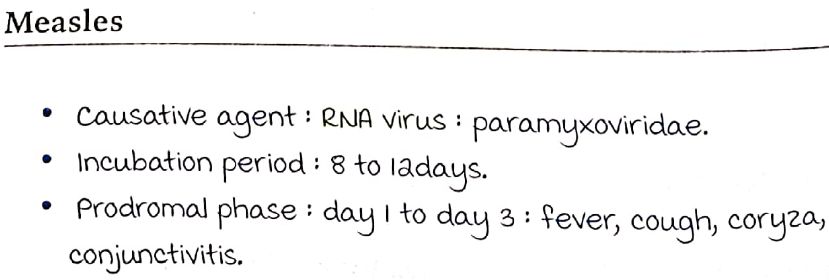 Measles
• Causative agent : RNA virus : paramyxoviridae.
• Incubation period : 8 to 12days.
• Prodromal phase : day 1 to day 3 : fever, cough, coryza,
conjunctivitis.